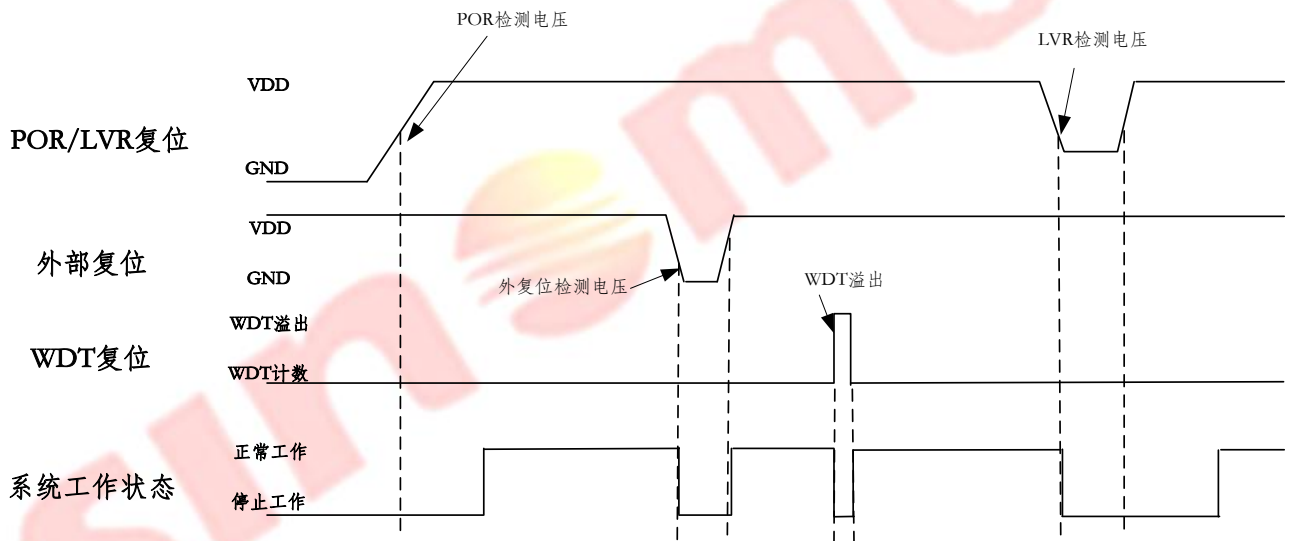 POR检测电压
LVR检测电压
VDD
POR/LVR复位
GND
VDD
外部复位
GND
外复位检测电压
WDT溢出
WDT溢出
WDT复位
WDT计数
正常工作
系统工作状态
停止工作
sinomc